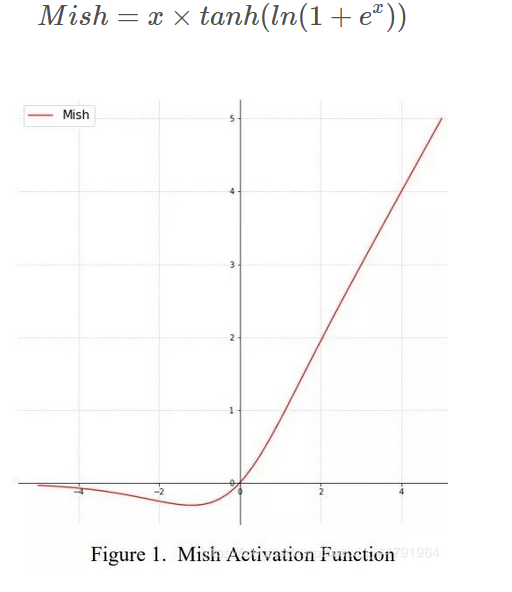 Mish = x × tanh(ln(1 + eˣ))
Mish
5
4
3
2
1
0
−4 −2 0 2 4
Figure 1. Mish Activation Function